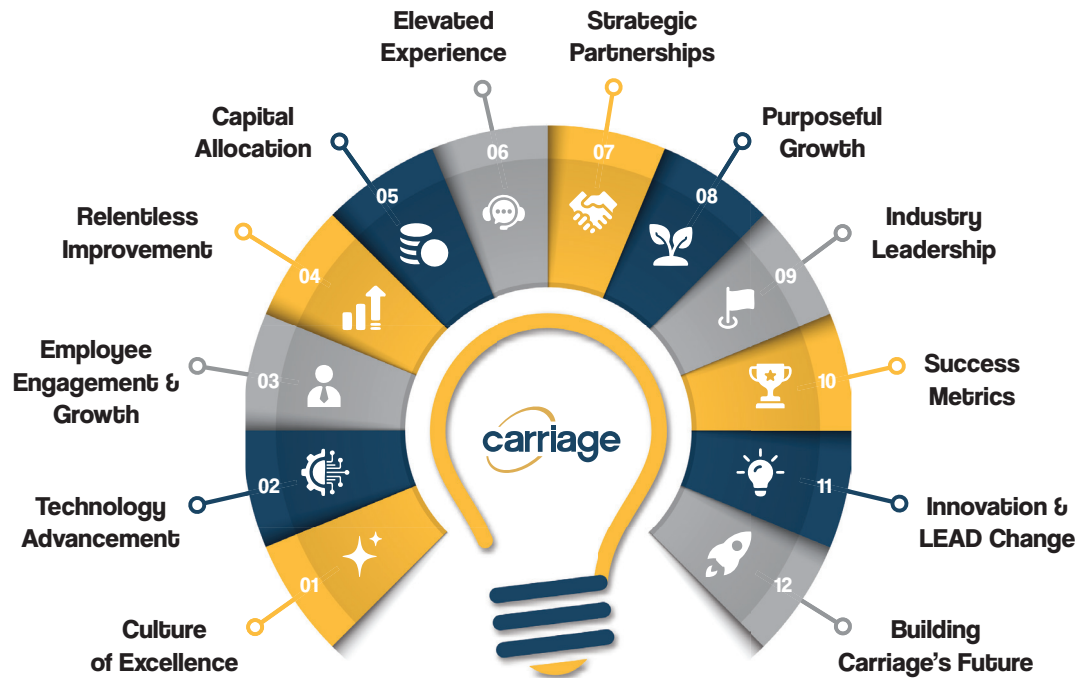 01
Culture
of Excellence
02
Technology
Advancement
03
Employee
Engagement &
Growth
04
Relentless
Improvement
05
Capital
Allocation
06
Elevated
Experience
07
Strategic
Partnerships
08
Purposeful
Growth
09
Industry
Leadership
10
Success
Metrics
11
Innovation &
LEAD Change
12
Building
Carriage's Future
carriage